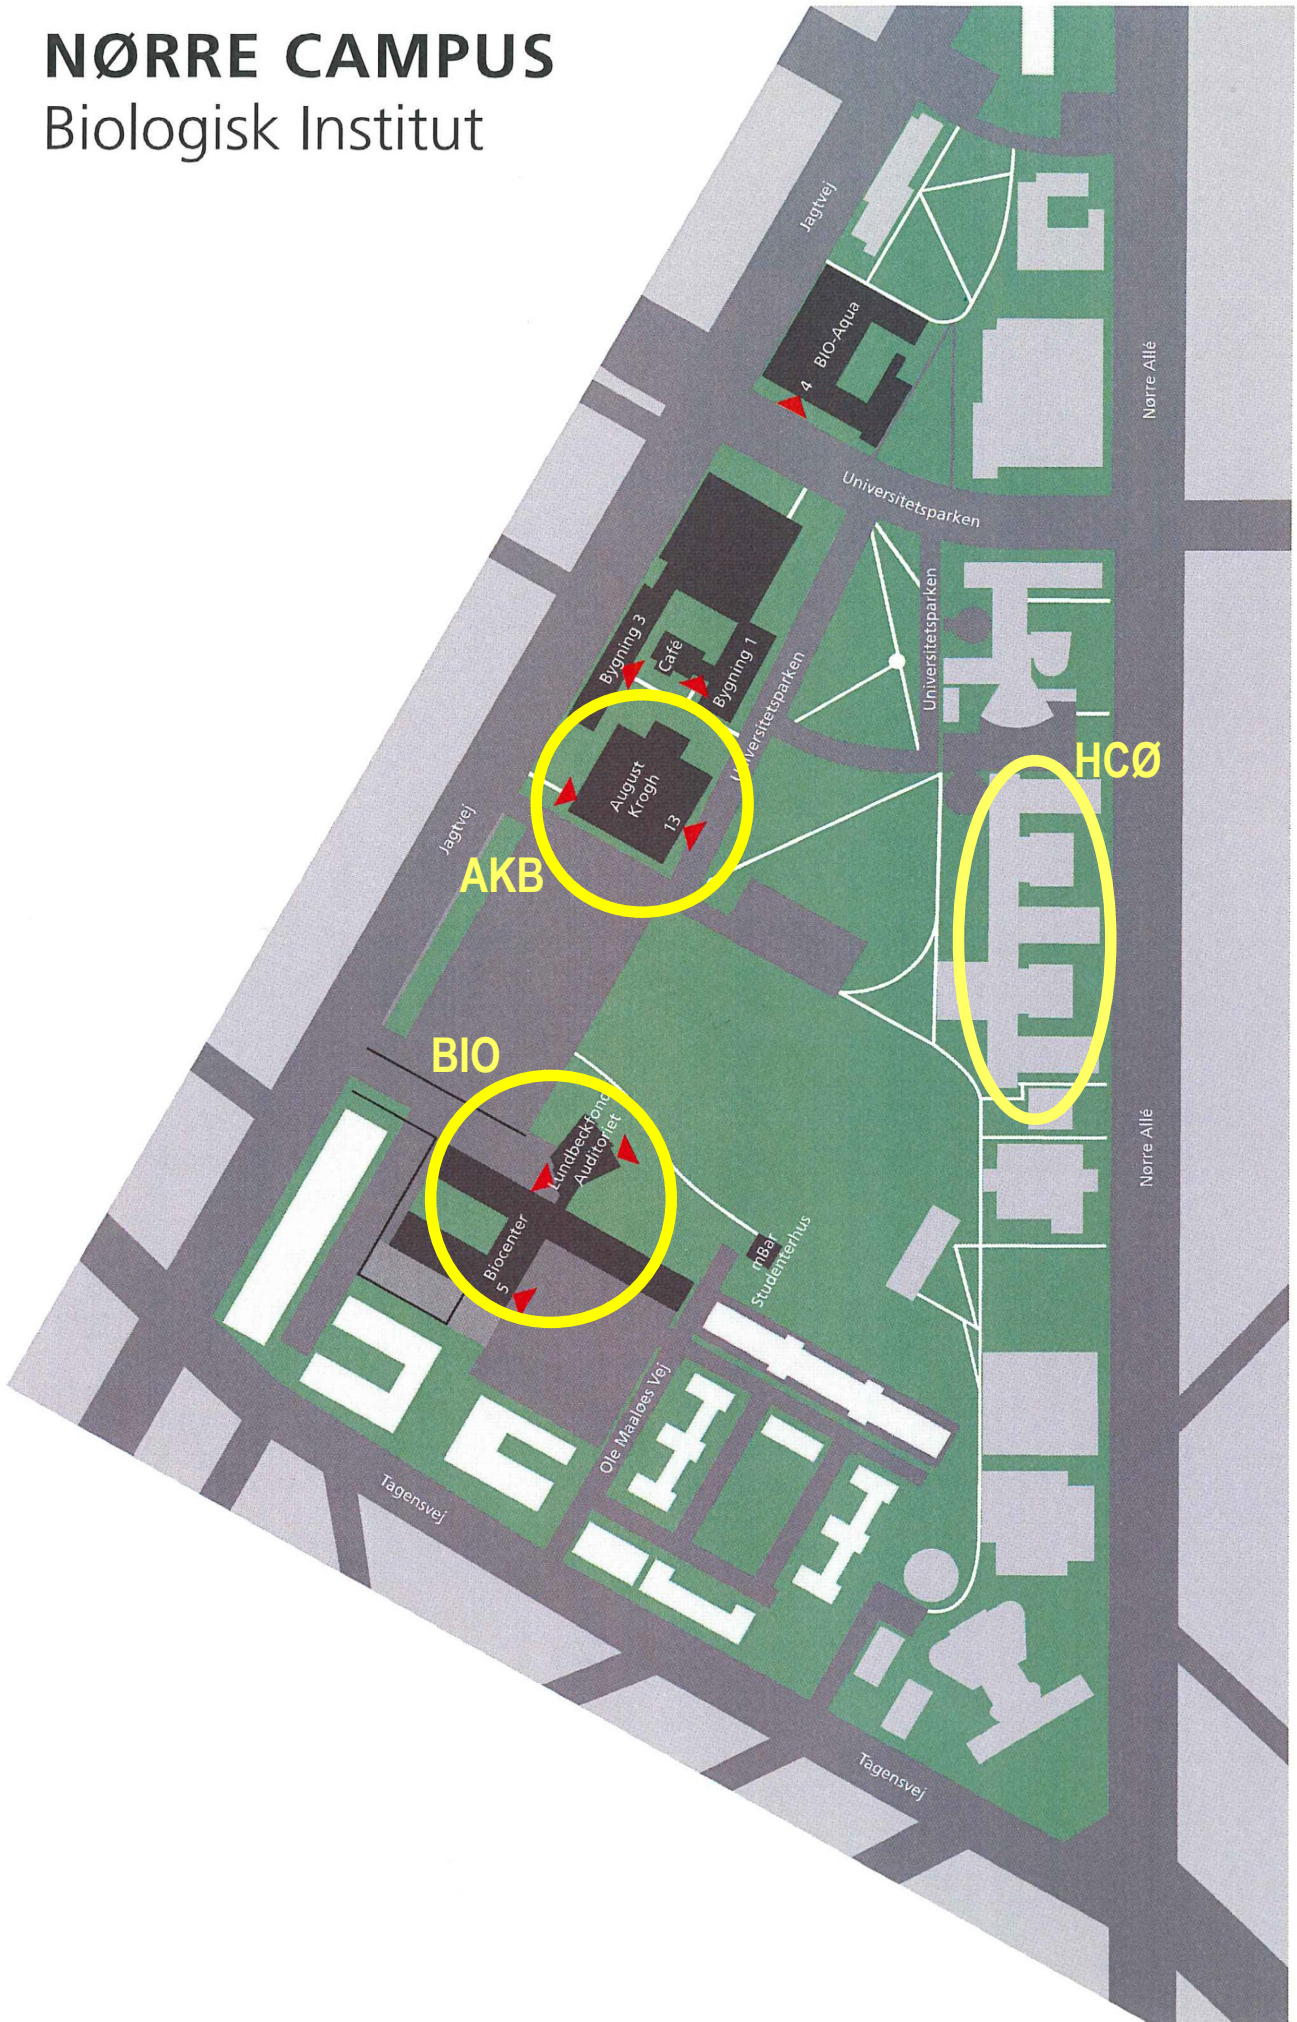 NØRRE CAMPUS
Biologisk Institut
Jagtvej
BIO-Aqua
4
Nørre Allé
Universitetsparken
Universitetsparken
Bygning 3
Café
Bygning 1
Universitetsparken
HCØ
August
Krogh
13
Jagtvej
AKB
BIO
Lundbeckfond
Auditoriet
Nørre Allé
Biocenter
5
mBar
Studenterhus
Ole Maaløes Vej
Tagensvej
Tagensvej